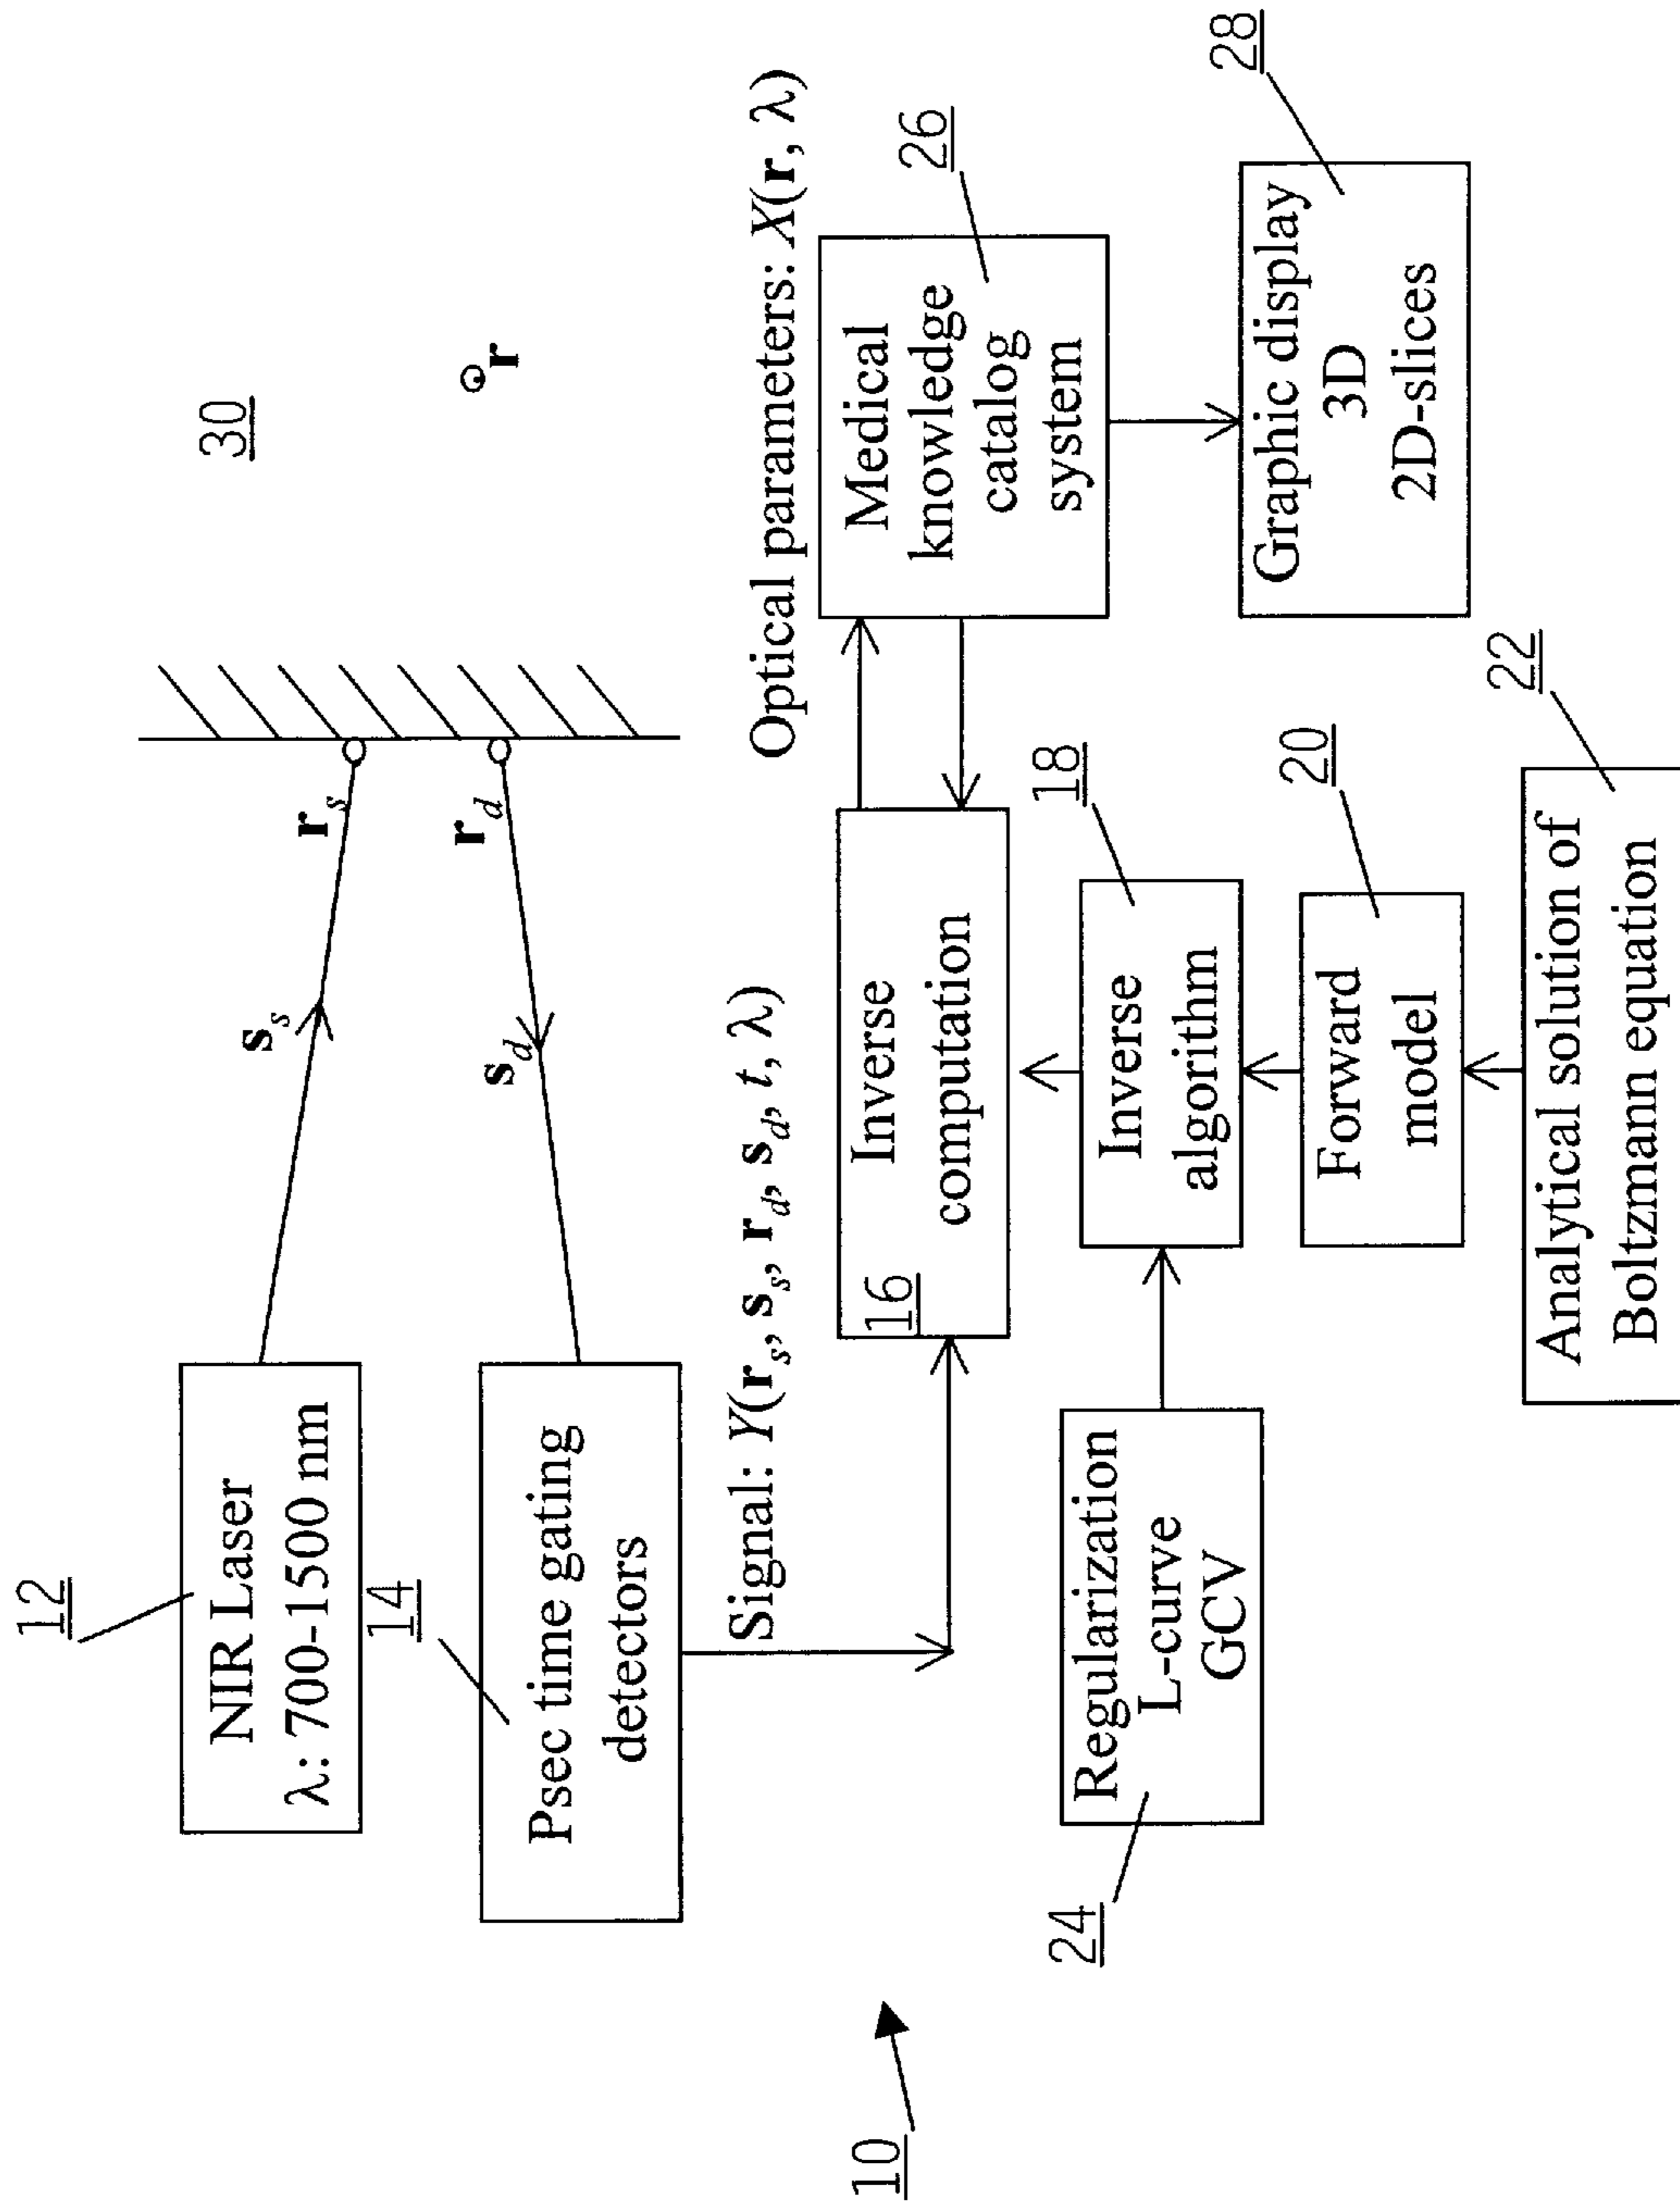 12
NIR Laser
λ: 700-1500 nm
14
Psec time gating
detectors
s_s
r_s
s_d
r_d
30
r
Signal: Y(r_s, s_s, r_d, s_d, t, λ)
Optical parameters: X(r, λ)
16
Inverse
computation
Medical
knowledge
catalog
system
26
10
24
Regularization
L-curve
GCV
Inverse
algorithm
18
Graphic display
3D
2D-slices
28
Forward
model
20
Analytical solution of
Boltzmann equation
22